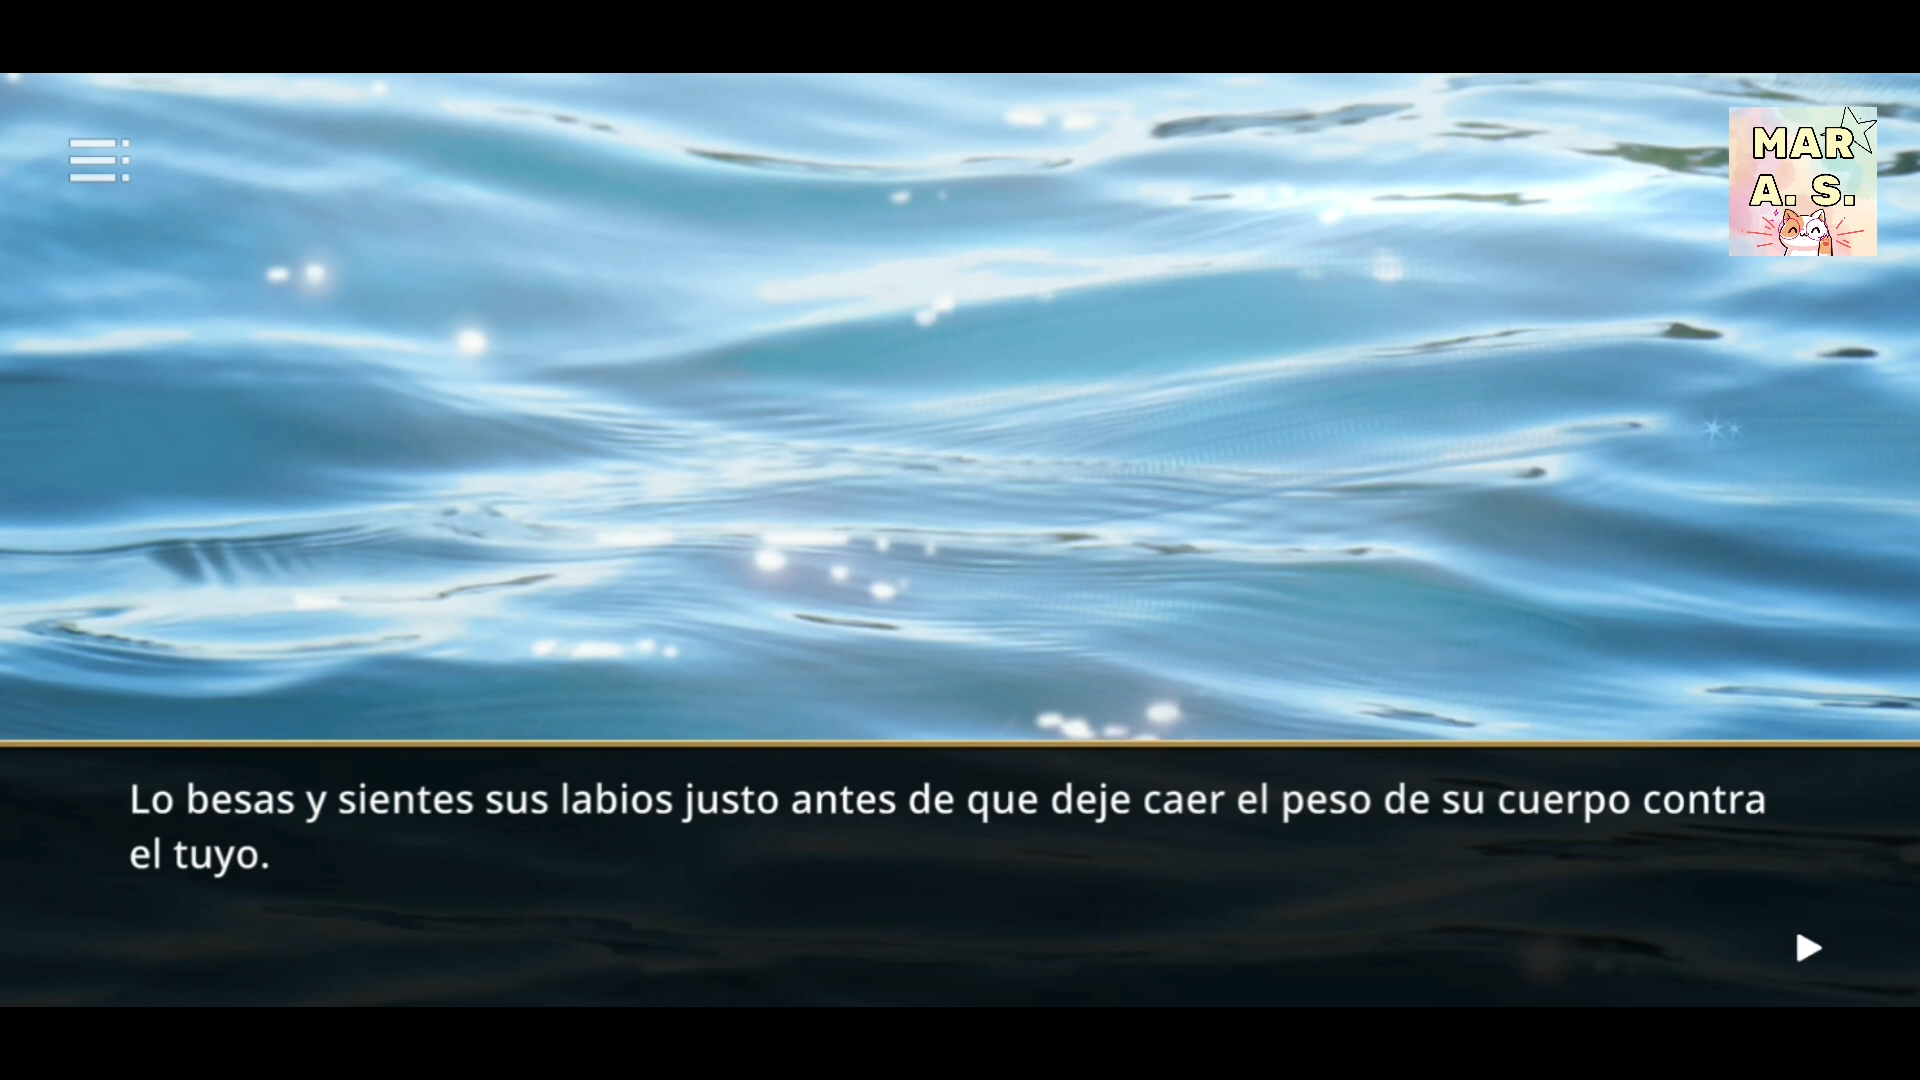 MAR
A. S.
Lo besas y sientes sus labios justo antes de que deje caer el peso de su cuerpo contra
el tuyo.